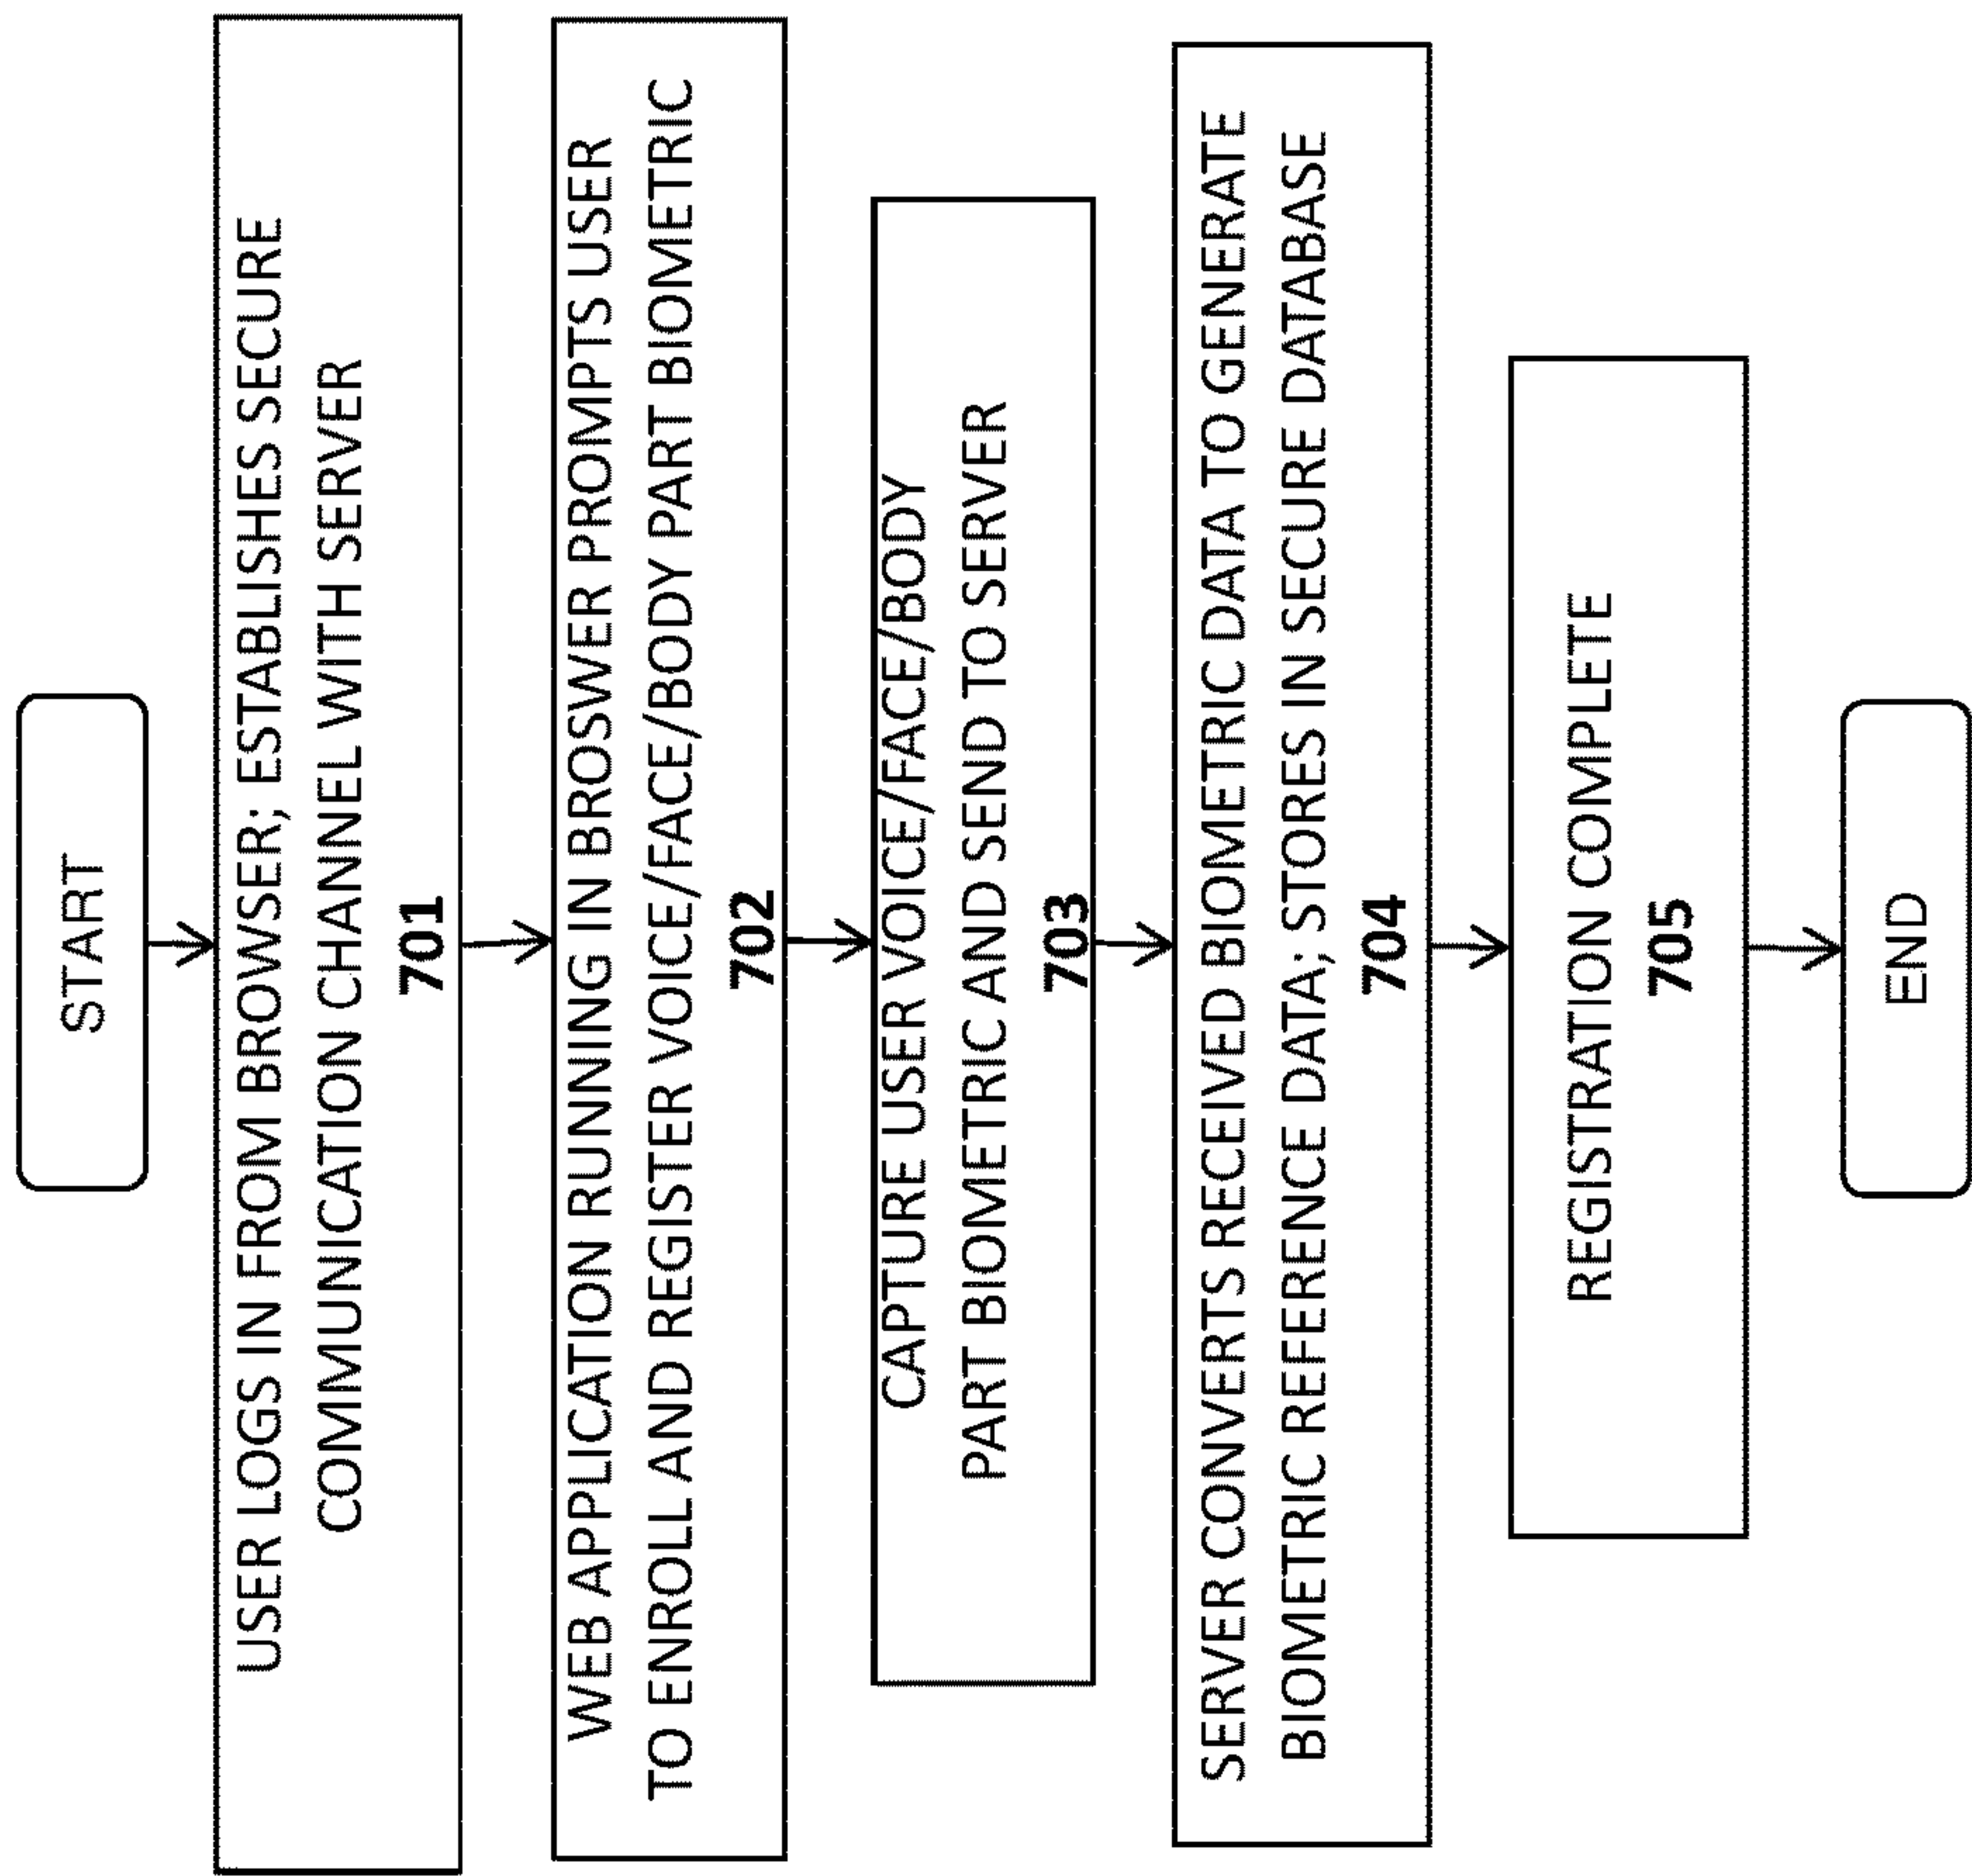 START
USER LOGS IN FROM BROWSER; ESTABLISHES SECURE
COMMUNICATION CHANNEL WITH SERVER
701
WEB APPLICATION RUNNING IN BROSWER PROMPTS USER
TO ENROLL AND REGISTER VOICE/FACE/BODY PART BIOMETRIC
702
CAPTURE USER VOICE/FACE/BODY
PART BIOMETRIC AND SEND TO SERVER
703
SERVER CONVERTS RECEIVED BIOMETRIC DATA TO GENERATE
BIOMETRIC REFERENCE DATA; STORES IN SECURE DATABASE
704
REGISTRATION COMPLETE
705
END